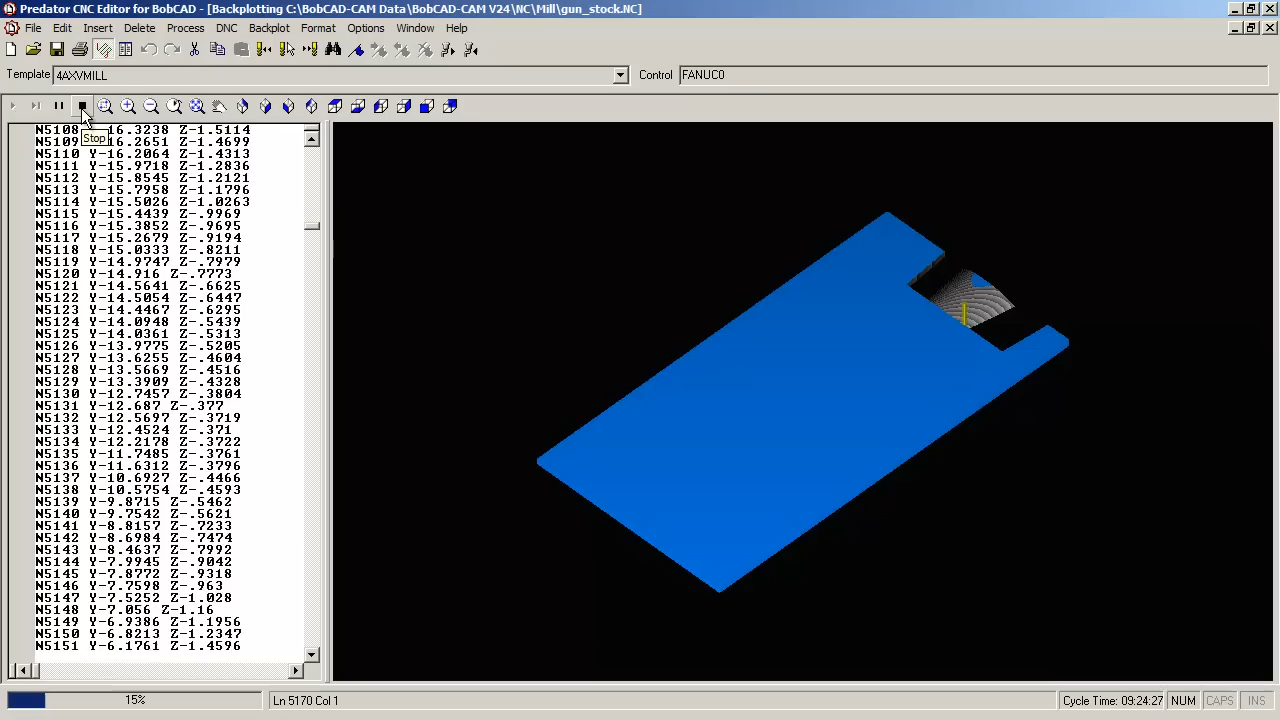 Predator CNC Editor for BobCAD - [Backplotting C:\BobCAD-CAM Data\BobCAD-CAM V24\NC\Mill\gun_stock.NC]
File Edit Insert Delete Process DNC Backplot Format Options Window Help
Template 4AXVMILL Control FANUC0
N5108 16.3238 Z-1.5114
N5109 16.2651 Z-1.4699
N5110 Y-16.2064 Z-1.4313
N5111 Y-15.9718 Z-1.2836
N5112 Y-15.8545 Z-1.2121
N5113 Y-15.7958 Z-1.1796
N5114 Y-15.5026 Z-1.0263
N5115 Y-15.4439 Z-.9969
N5116 Y-15.3852 Z-.9695
N5117 Y-15.2679 Z-.9194
N5118 Y-15.0333 Z-.8211
N5119 Y-14.9747 Z-.7979
N5120 Y-14.916 Z-.7773
N5121 Y-14.5641 Z-.6625
N5122 Y-14.5054 Z-.6447
N5123 Y-14.4467 Z-.6295
N5124 Y-14.0948 Z-.5439
N5125 Y-14.0361 Z-.5313
N5126 Y-13.9775 Z-.5205
N5127 Y-13.6255 Z-.4604
N5128 Y-13.5669 Z-.4516
N5129 Y-13.3909 Z-.4328
N5130 Y-12.7457 Z-.3804
N5131 Y-12.687 Z-.377
N5132 Y-12.5697 Z-.3719
N5133 Y-12.4524 Z-.371
N5134 Y-12.2178 Z-.3722
N5135 Y-11.7485 Z-.3761
N5136 Y-11.6312 Z-.3796
N5137 Y-10.6927 Z-.4466
N5138 Y-10.5754 Z-.4593
N5139 Y-9.8715 Z-.5462
N5140 Y-9.7542 Z-.5621
N5141 Y-8.8157 Z-.7233
N5142 Y-8.6984 Z-.7474
N5143 Y-8.4637 Z-.7992
N5144 Y-7.9945 Z-.9042
N5145 Y-7.8772 Z-.9318
N5146 Y-7.7598 Z-.963
N5147 Y-7.5252 Z-1.028
N5148 Y-7.056 Z-1.16
N5149 Y-6.9386 Z-1.1956
N5150 Y-6.8213 Z-1.2347
N5151 Y-6.1761 Z-1.4596
Stop
15% Ln 5170 Col 1 Cycle Time: 09:24:27 NUM CAPS INS